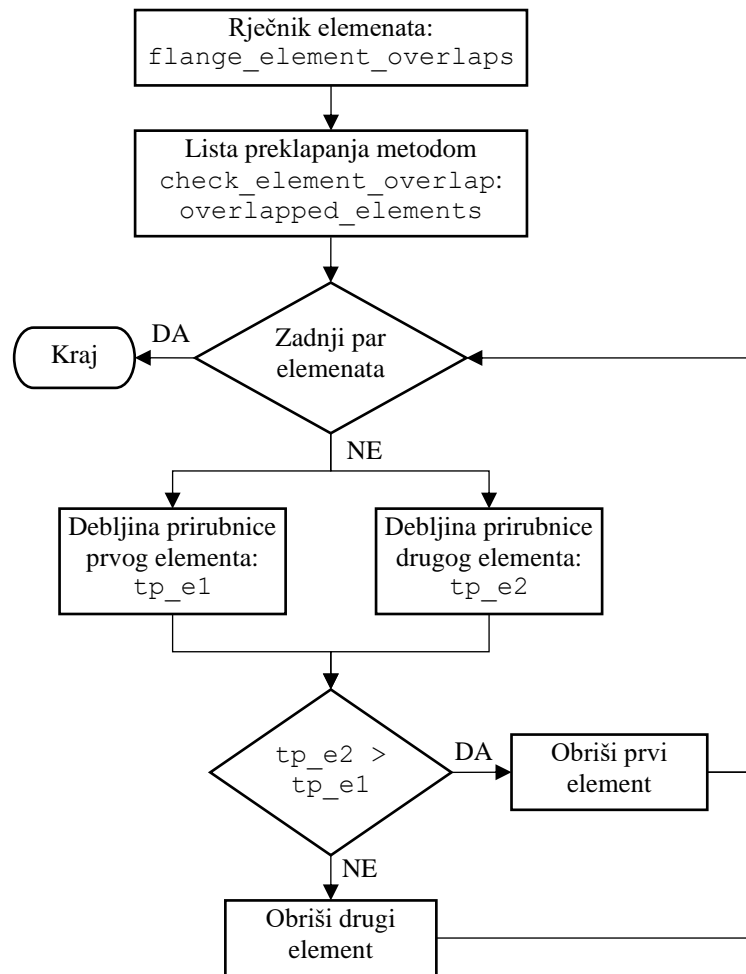 Rječnik elemenata:
flange_element_overlaps
Lista preklapanja metodom
check_element_overlap:
overlapped_elements
DA
Kraj
Zadnji par
elemenata
NE
Debljina prirubnice
prvog elementa:
tp_e1
Debljina prirubnice
drugog elementa:
tp_e2
tp_e2 >
tp_e1
DA
Obriši prvi
element
NE
Obriši drugi
element